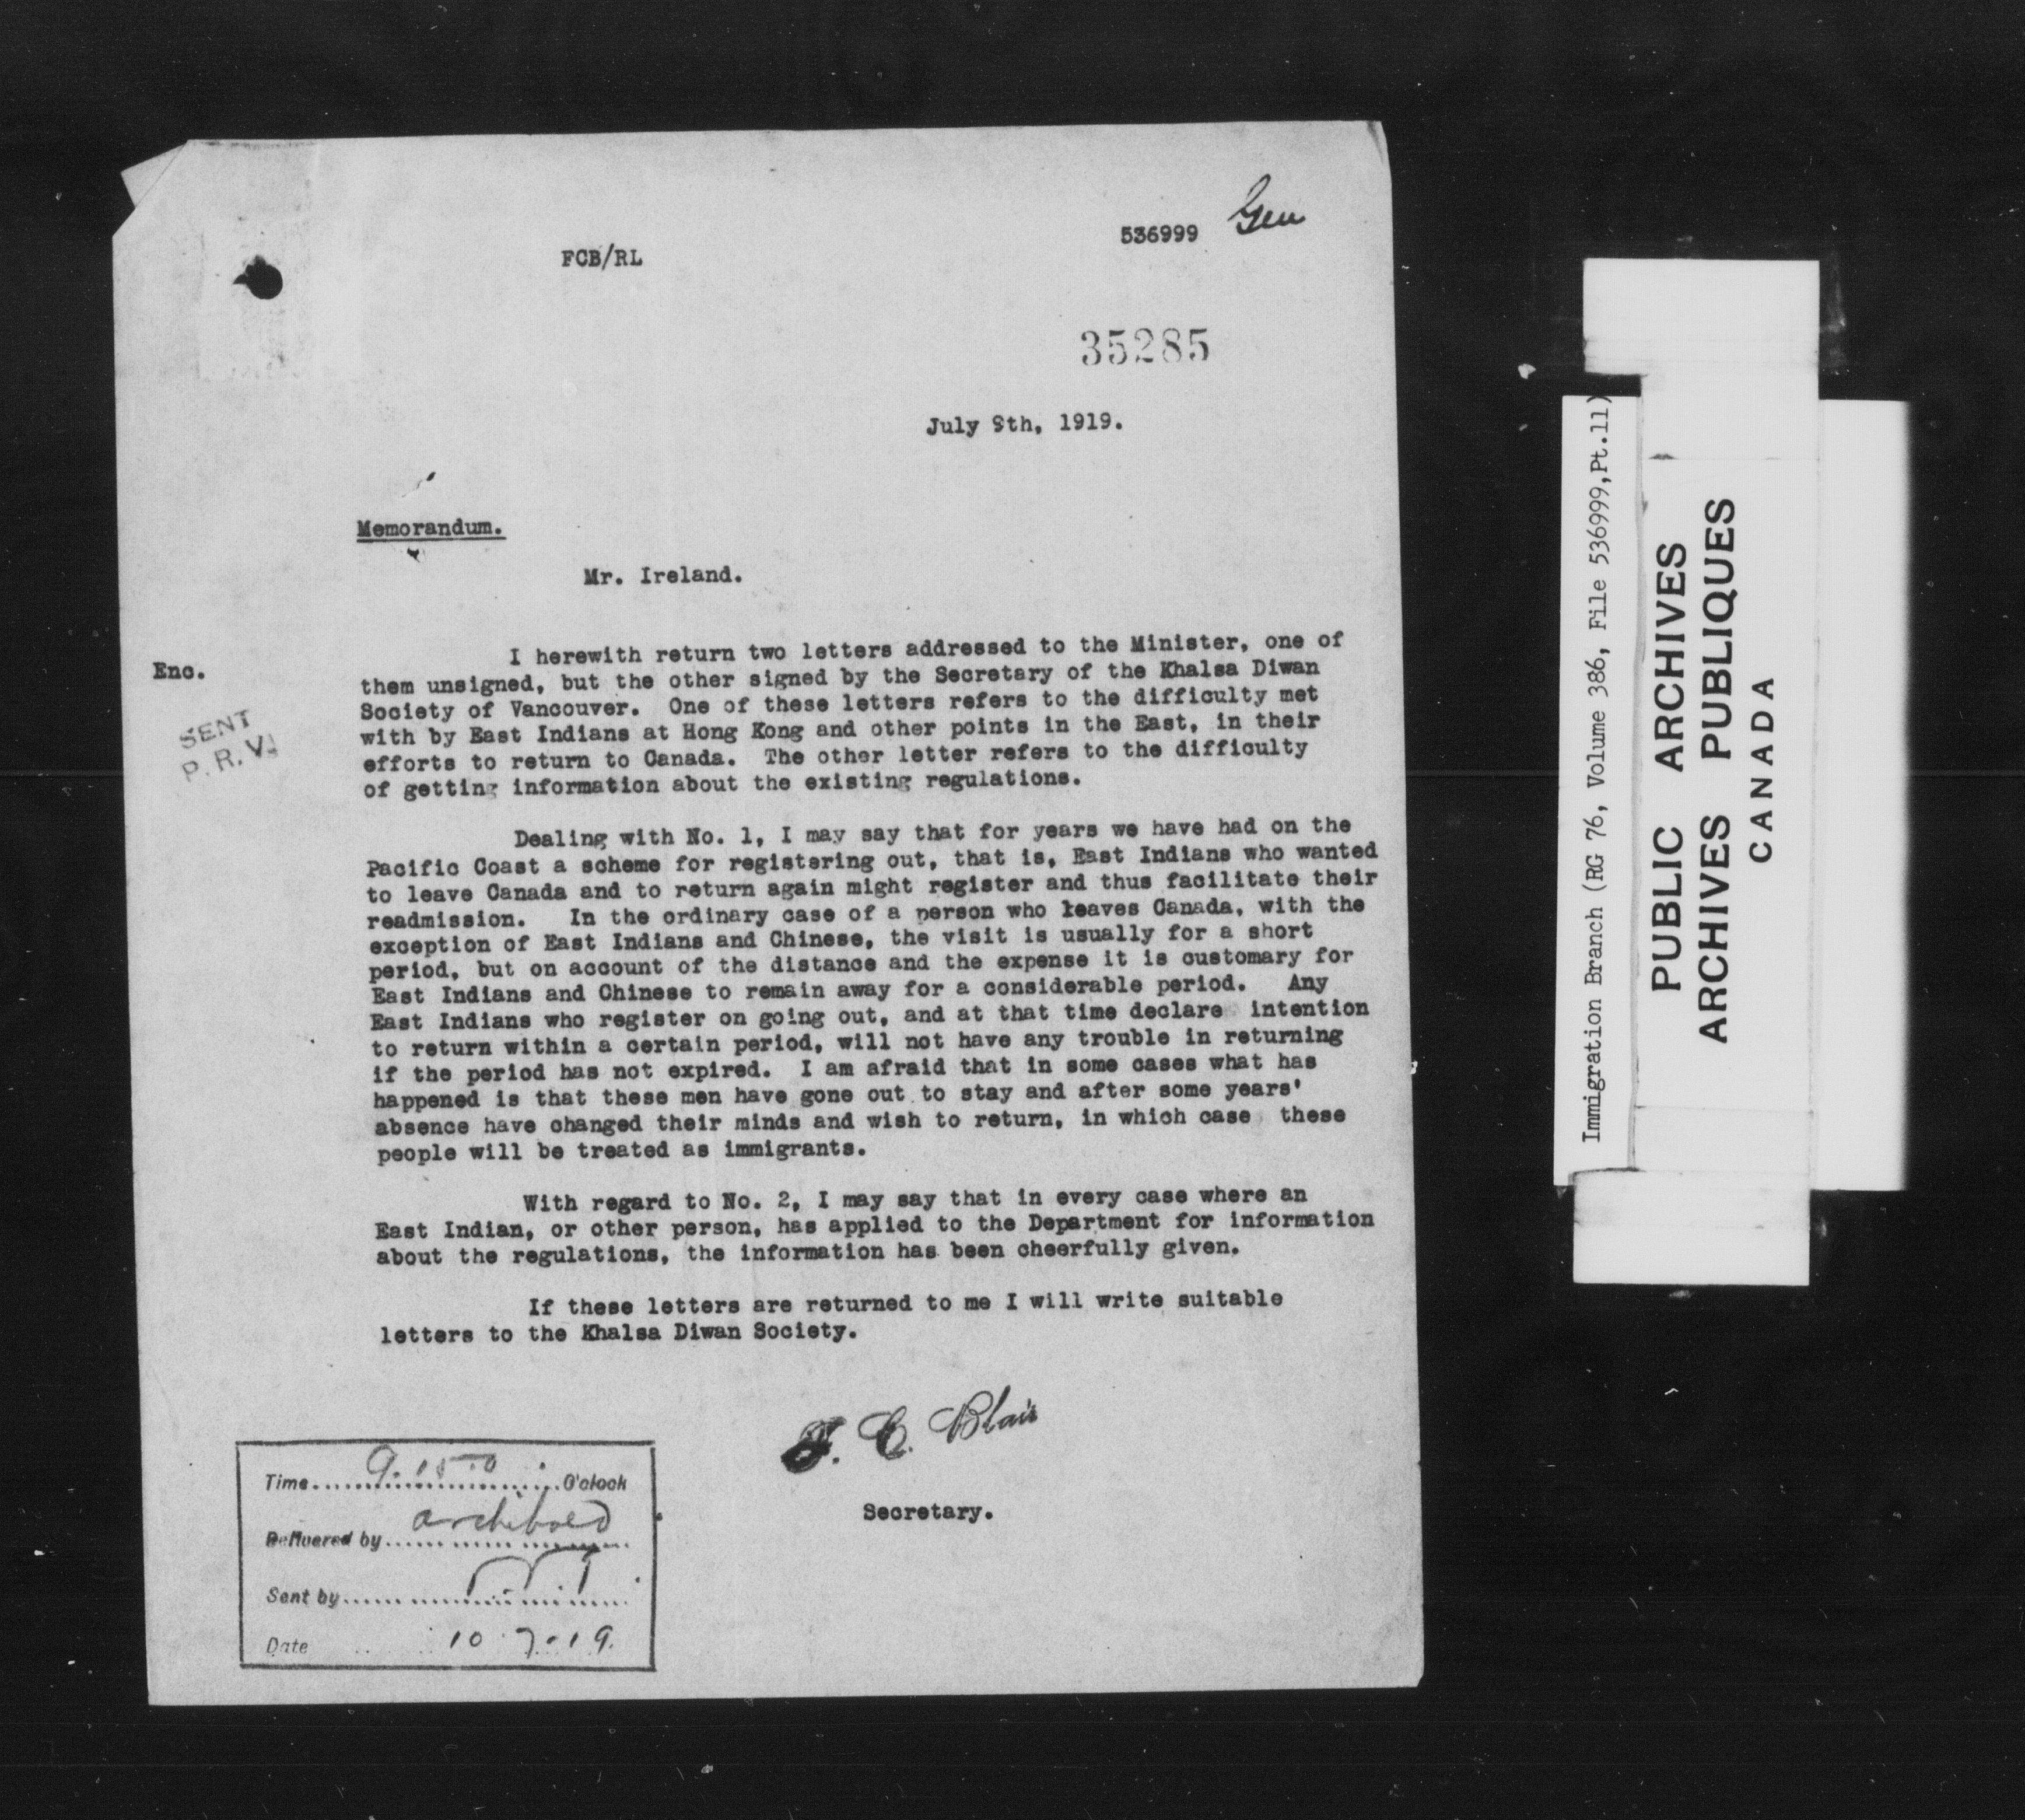 536999 Gen
FCB/RL
35285
July 9th, 1919.
Memorandum.
Mr. Ireland.
Enc.
SENT
P. R. V.
I herewith return two letters addressed to the Minister, one of
them unsigned, but the other signed by the Secretary of the Khalsa Diwan
Society of Vancouver. One of these letters refers to the difficulty met
with by East Indians at Hong Kong and other points in the East, in their
efforts to return to Canada. The other letter refers to the difficulty
of getting information about the existing regulations.
Dealing with No. 1, I may say that for years we have had on the
Pacific Coast a scheme for registering out, that is, East Indians who wanted
to leave Canada and to return again might register and thus facilitate their
readmission. In the ordinary case of a person who leaves Canada, with the
exception of East Indians and Chinese, the visit is usually for a short
period, but on account of the distance and the expense it is customary for
East Indians and Chinese to remain away for a considerable period. Any
East Indians who register on going out, and at that time declare intention
to return within a certain period, will not have any trouble in returning
if the period has not expired. I am afraid that in some cases what has
happened is that these men have gone out to stay and after some years'
absence have changed their minds and wish to return, in which case these
people will be treated as immigrants.
With regard to No. 2, I may say that in every case where an
East Indian, or other person, has applied to the Department for information
about the regulations, the information has been cheerfully given.
If these letters are returned to me I will write suitable
letters to the Khalsa Diwan Society.
F. C. Blair
Secretary.
Time 9.15 O'clock
Delivered by Archibald
Sent by
Date 10.7.19.
Immigration Branch (RG 76, Volume 386, File 536999,Pt.11)
PUBLIC ARCHIVES
ARCHIVES PUBLIQUES
CANADA